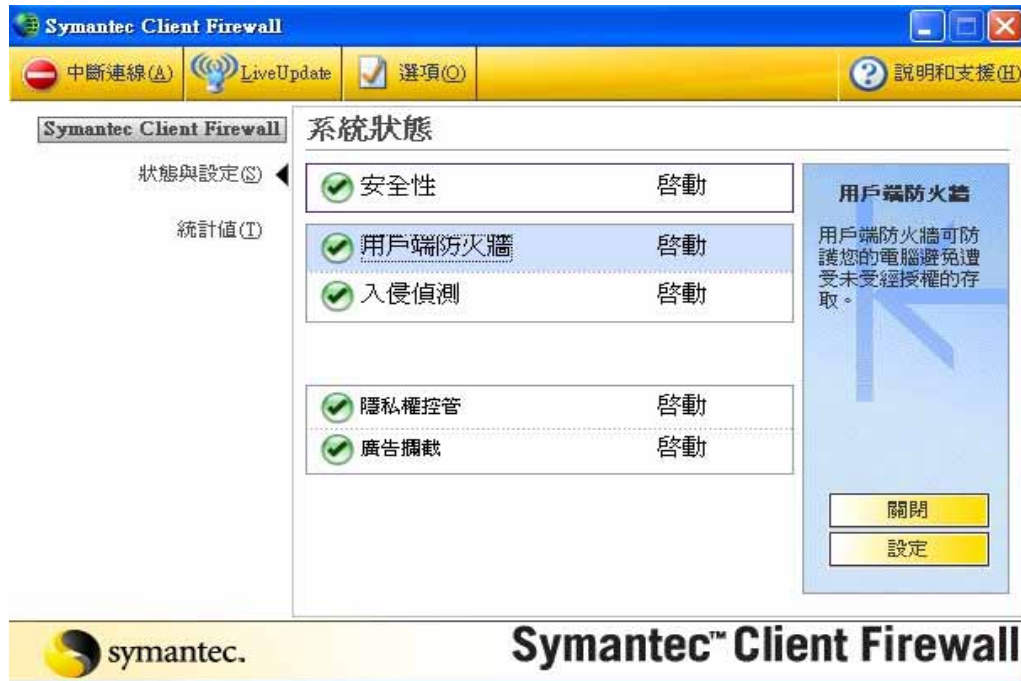 Symantec Client Firewall
中斷連線(A) LiveUpdate 選項(O) 說明和支援(H)
Symantec Client Firewall
狀態與設定(S)
統計值(T)
系統狀態
安全性 啓動
用戶端防火牆 啓動
入侵偵測 啓動
隱私權控管 啓動
廣告攔截 啓動
用戶端防火牆
用戶端防火牆可防
護您的電腦避免遭
受未受經授權的存
取。
關閉
設定
symantec.
Symantec™ Client Firewall